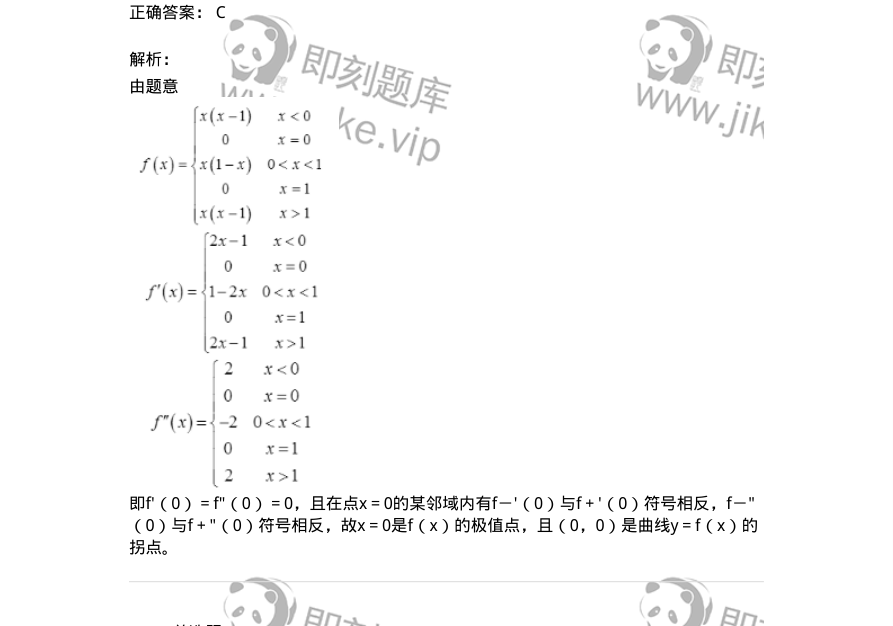 正确答案： C
解析：
由题意
即刻题库
即
www.jik
ke.vip
x(x−1) x<0
0 x=0
f(x)= x(1−x) 0<x<1
0 x=1
x(x−1) x>1
2x−1 x<0
0 x=0
f′(x)= 1−2x 0<x<1
0 x=1
2x−1 x>1
2 x<0
0 x=0
f″(x)= −2 0<x<1
0 x=1
2 x>1
即f'（0）=f"（0）=0，且在点x=0的某邻域内有f－'（0）与f+'（0）符号相反，f－"
（0）与f+"（0）符号相反，故x=0是f（x）的极值点，且（0，0）是曲线y=f（x）的
拐点。